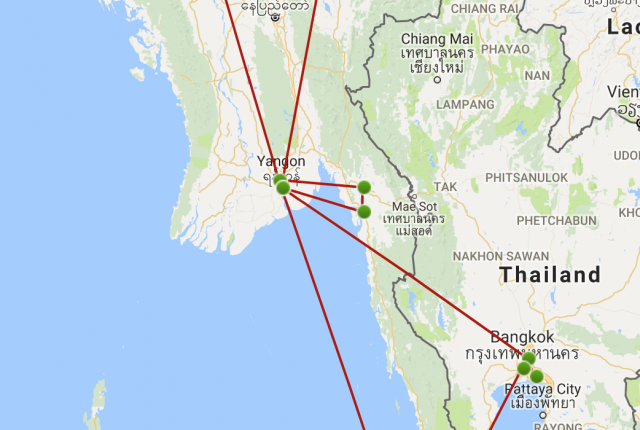 နေပြည်တော်
CHIANG RAI
Chiang Mai
เทศบาลนคร
เชียงใหม่
PHAYAO
NAN
LAMPANG
Yangon
Mae Sot
เทศบาลนคร
แม่สอด
TAK
PHITSANULOK
PHETCHABUN
NAKHON SAWAN
Thailand
Bangkok
กรุงเทพมหานคร
Pattaya City
เมืองพัทยา
RAYONG
Lao
Vien
UDO
KHO